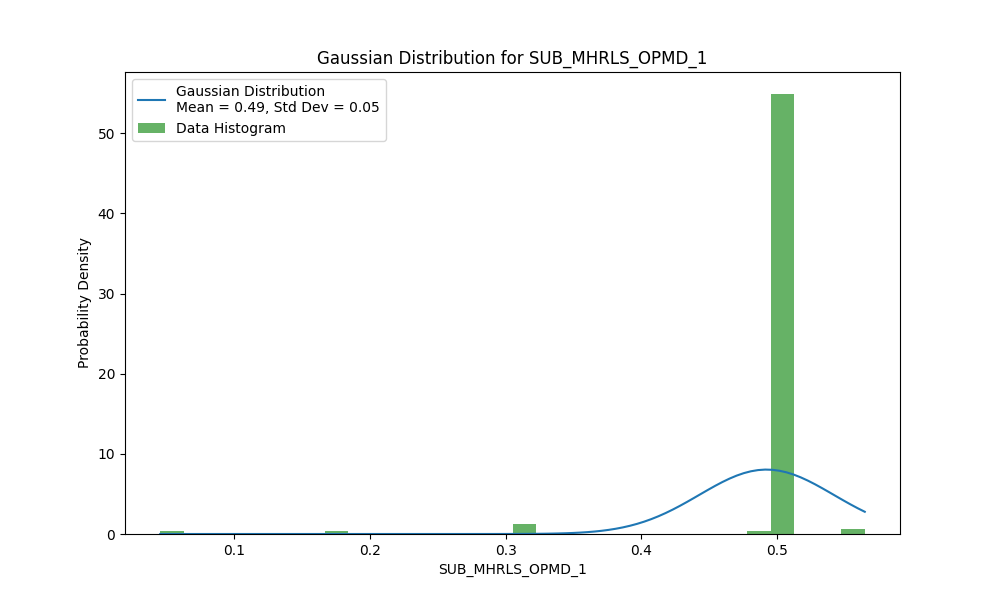 Gaussian Distribution for SUB_MHRLS_OPMD_1
Gaussian Distribution
Mean = 0.49, Std Dev = 0.05
Data Histogram
Probability Density
50
40
30
20
10
0
0.1 0.2 0.3 0.4 0.5
SUB_MHRLS_OPMD_1